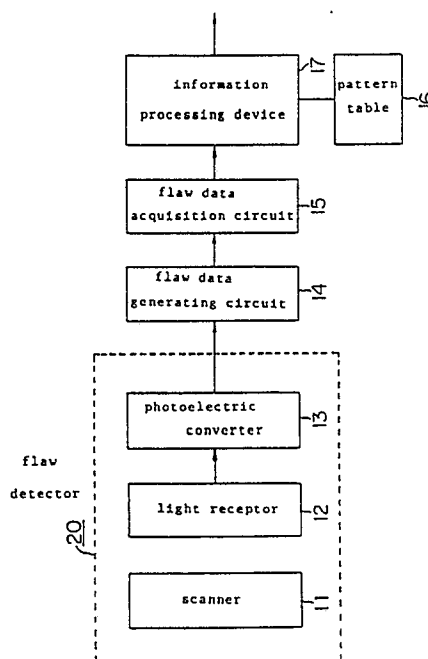 information
processing device
17
pattern
table
16
flaw data
acquisition circuit
15
flaw data
generating circuit
14
photoelectric
converter
13
flaw
detector
20
light receptor
12
scanner
11